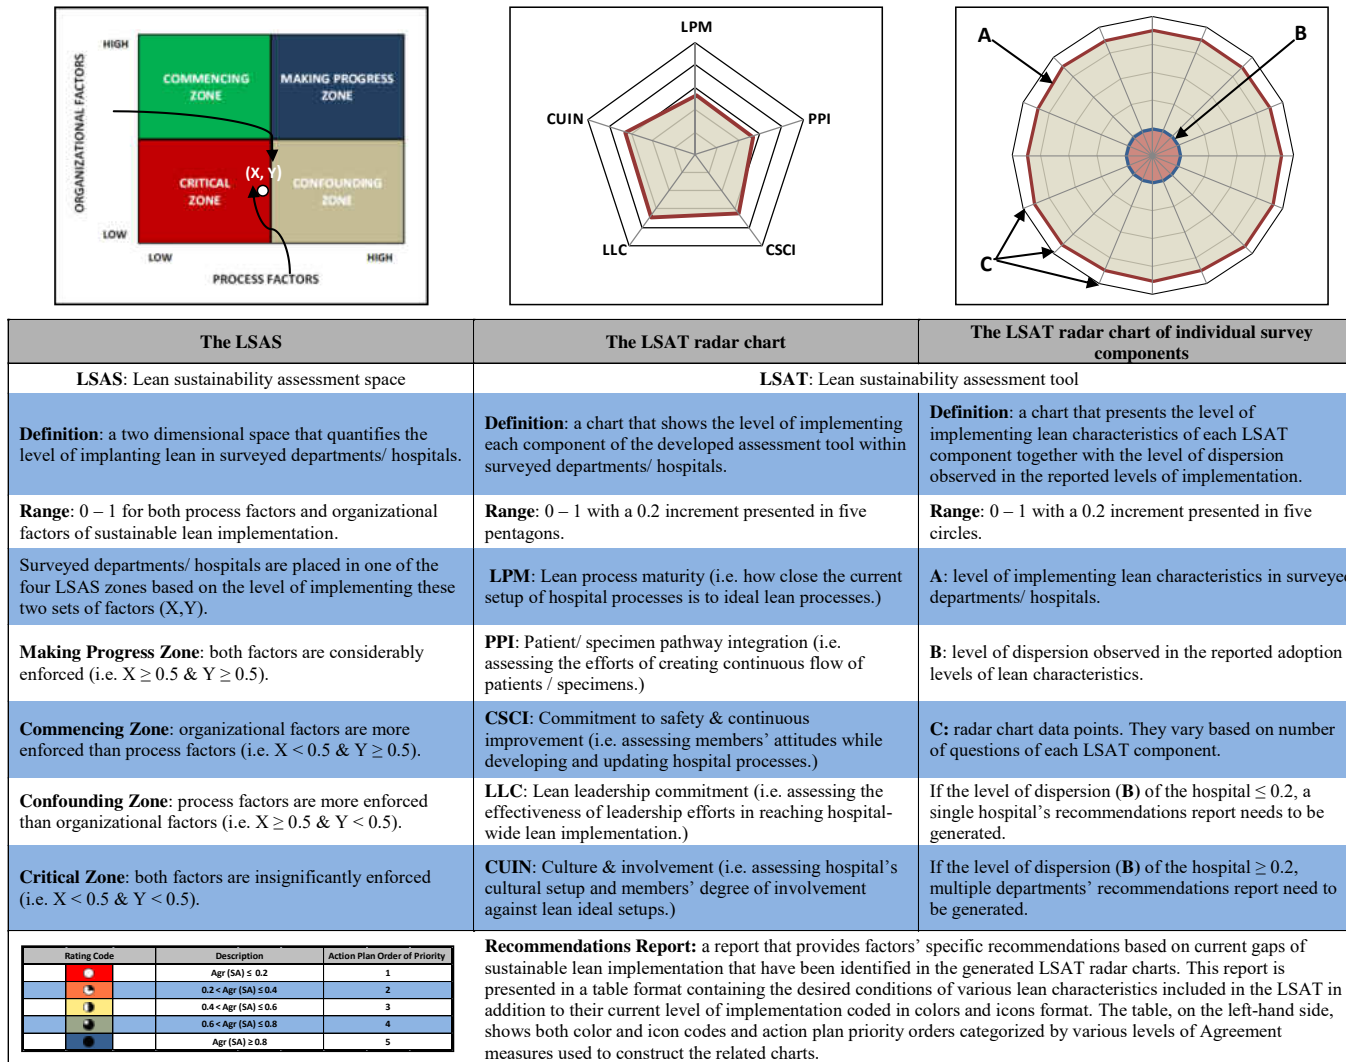 ORGANIZATIONAL FACTORS
HIGH
LOW
COMMENCING
ZONE
MAKING PROGRESS
ZONE
CRITICAL
ZONE
(X, Y)
CONFOUNDING
ZONE
LOW
HIGH
PROCESS FACTORS
LPM
PPI
CSCI
LLC
CUIN
A
B
C
The LSAS
The LSAT radar chart
The LSAT radar chart of individual survey
components
LSAS: Lean sustainability assessment space
LSAT: Lean sustainability assessment tool
Definition: a two dimensional space that quantifies the
level of implanting lean in surveyed departments/ hospitals.
Definition: a chart that shows the level of implementing
each component of the developed assessment tool within
surveyed departments/ hospitals.
Definition: a chart that presents the level of
implementing lean characteristics of each LSAT
component together with the level of dispersion
observed in the reported levels of implementation.
Range: 0 – 1 for both process factors and organizational
factors of sustainable lean implementation.
Range: 0 – 1 with a 0.2 increment presented in five
pentagons.
Range: 0 – 1 with a 0.2 increment presented in five
circles.
Surveyed departments/ hospitals are placed in one of the
four LSAS zones based on the level of implementing these
two sets of factors (X,Y).
LPM: Lean process maturity (i.e. how close the current
setup of hospital processes is to ideal lean processes.)
A: level of implementing lean characteristics in surveyed
departments/ hospitals.
Making Progress Zone: both factors are considerably
enforced (i.e. X ≥ 0.5 & Y ≥ 0.5).
PPI: Patient/ specimen pathway integration (i.e.
assessing the efforts of creating continuous flow of
patients / specimens.)
B: level of dispersion observed in the reported adoption
levels of lean characteristics.
Commencing Zone: organizational factors are more
enforced than process factors (i.e. X < 0.5 & Y ≥ 0.5).
CSCI: Commitment to safety & continuous
improvement (i.e. assessing members' attitudes while
developing and updating hospital processes.)
C: radar chart data points. They vary based on number
of questions of each LSAT component.
Confounding Zone: process factors are more enforced
than organizational factors (i.e. X ≥ 0.5 & Y < 0.5).
LLC: Lean leadership commitment (i.e. assessing the
effectiveness of leadership efforts in reaching hospital-
wide lean implementation.)
If the level of dispersion (B) of the hospital ≤ 0.2, a
single hospital's recommendations report needs to be
generated.
Critical Zone: both factors are insignificantly enforced
(i.e. X < 0.5 & Y < 0.5).
CUIN: Culture & involvement (i.e. assessing hospital's
cultural setup and members' degree of involvement
against lean ideal setups.)
If the level of dispersion (B) of the hospital ≥ 0.2,
multiple departments' recommendations report need to
be generated.
Rating Code Description Action Plan Order of Priority
Agr (SA) ≤ 0.2 1
0.2 < Agr (SA) ≤ 0.4 2
0.4 < Agr (SA) ≤ 0.6 3
0.6 < Agr (SA) ≤ 0.8 4
Agr (SA) ≥ 0.8 5
Recommendations Report: a report that provides factors' specific recommendations based on current gaps of
sustainable lean implementation that have been identified in the generated LSAT radar charts. This report is
presented in a table format containing the desired conditions of various lean characteristics included in the LSAT in
addition to their current level of implementation coded in colors and icons format. The table, on the left-hand side,
shows both color and icon codes and action plan priority orders categorized by various levels of Agreement
measures used to construct the related charts.